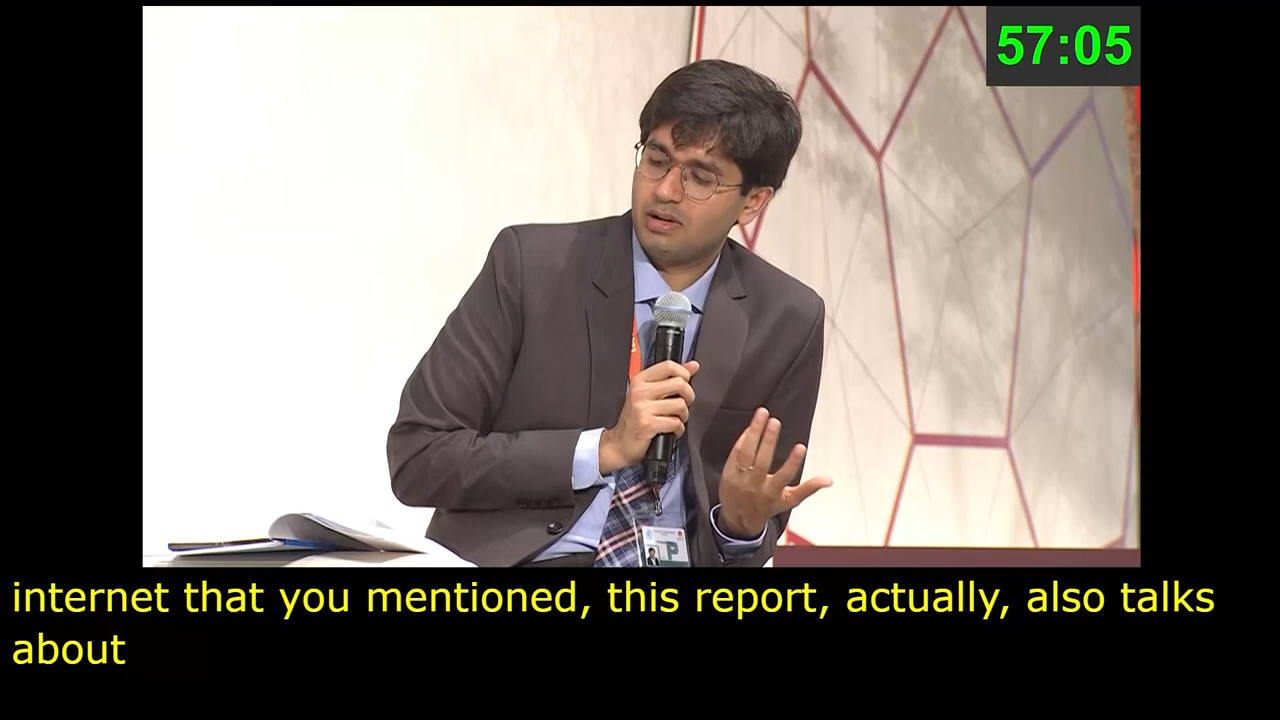 57:05
P
internet that you mentioned, this report, actually, also talks
about